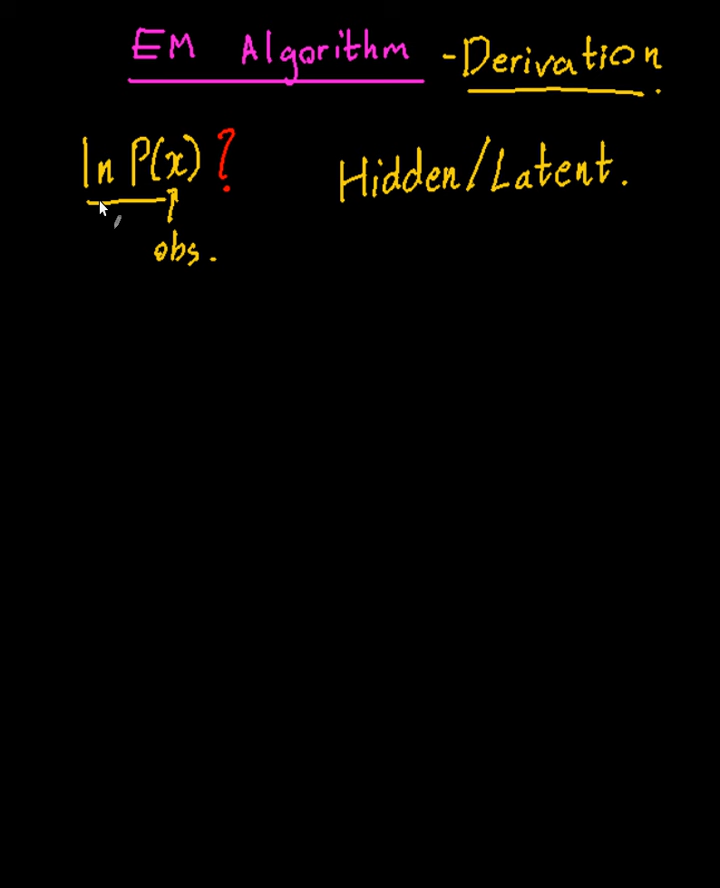 EM Algorithm - Derivation.
ln P(x) ? Hidden/Latent.
obs.